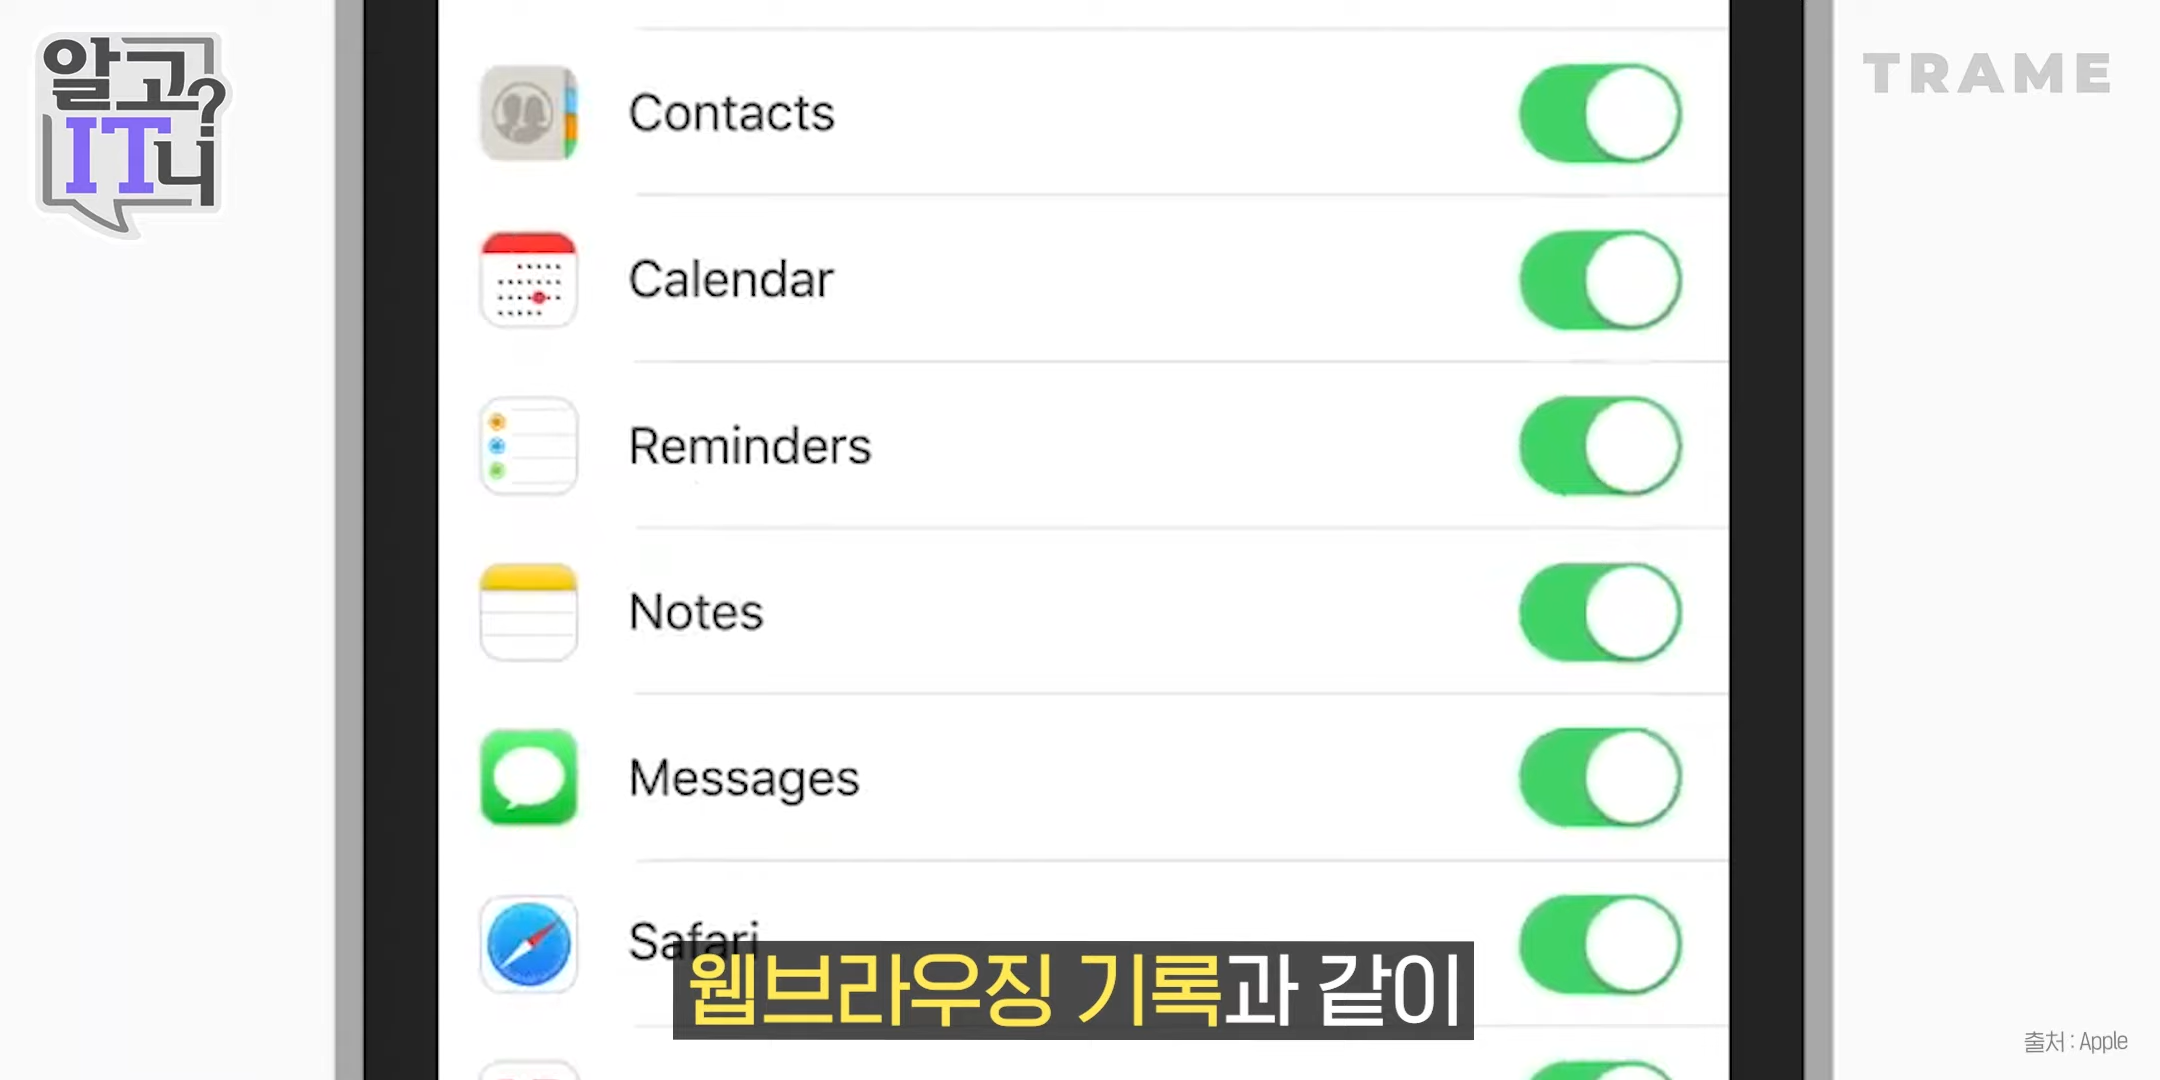 알고?
IT니
TRAME
Contacts
Calendar
Reminders
Notes
Messages
Safari
웹브라우징 기록과 같이
출처 : Apple